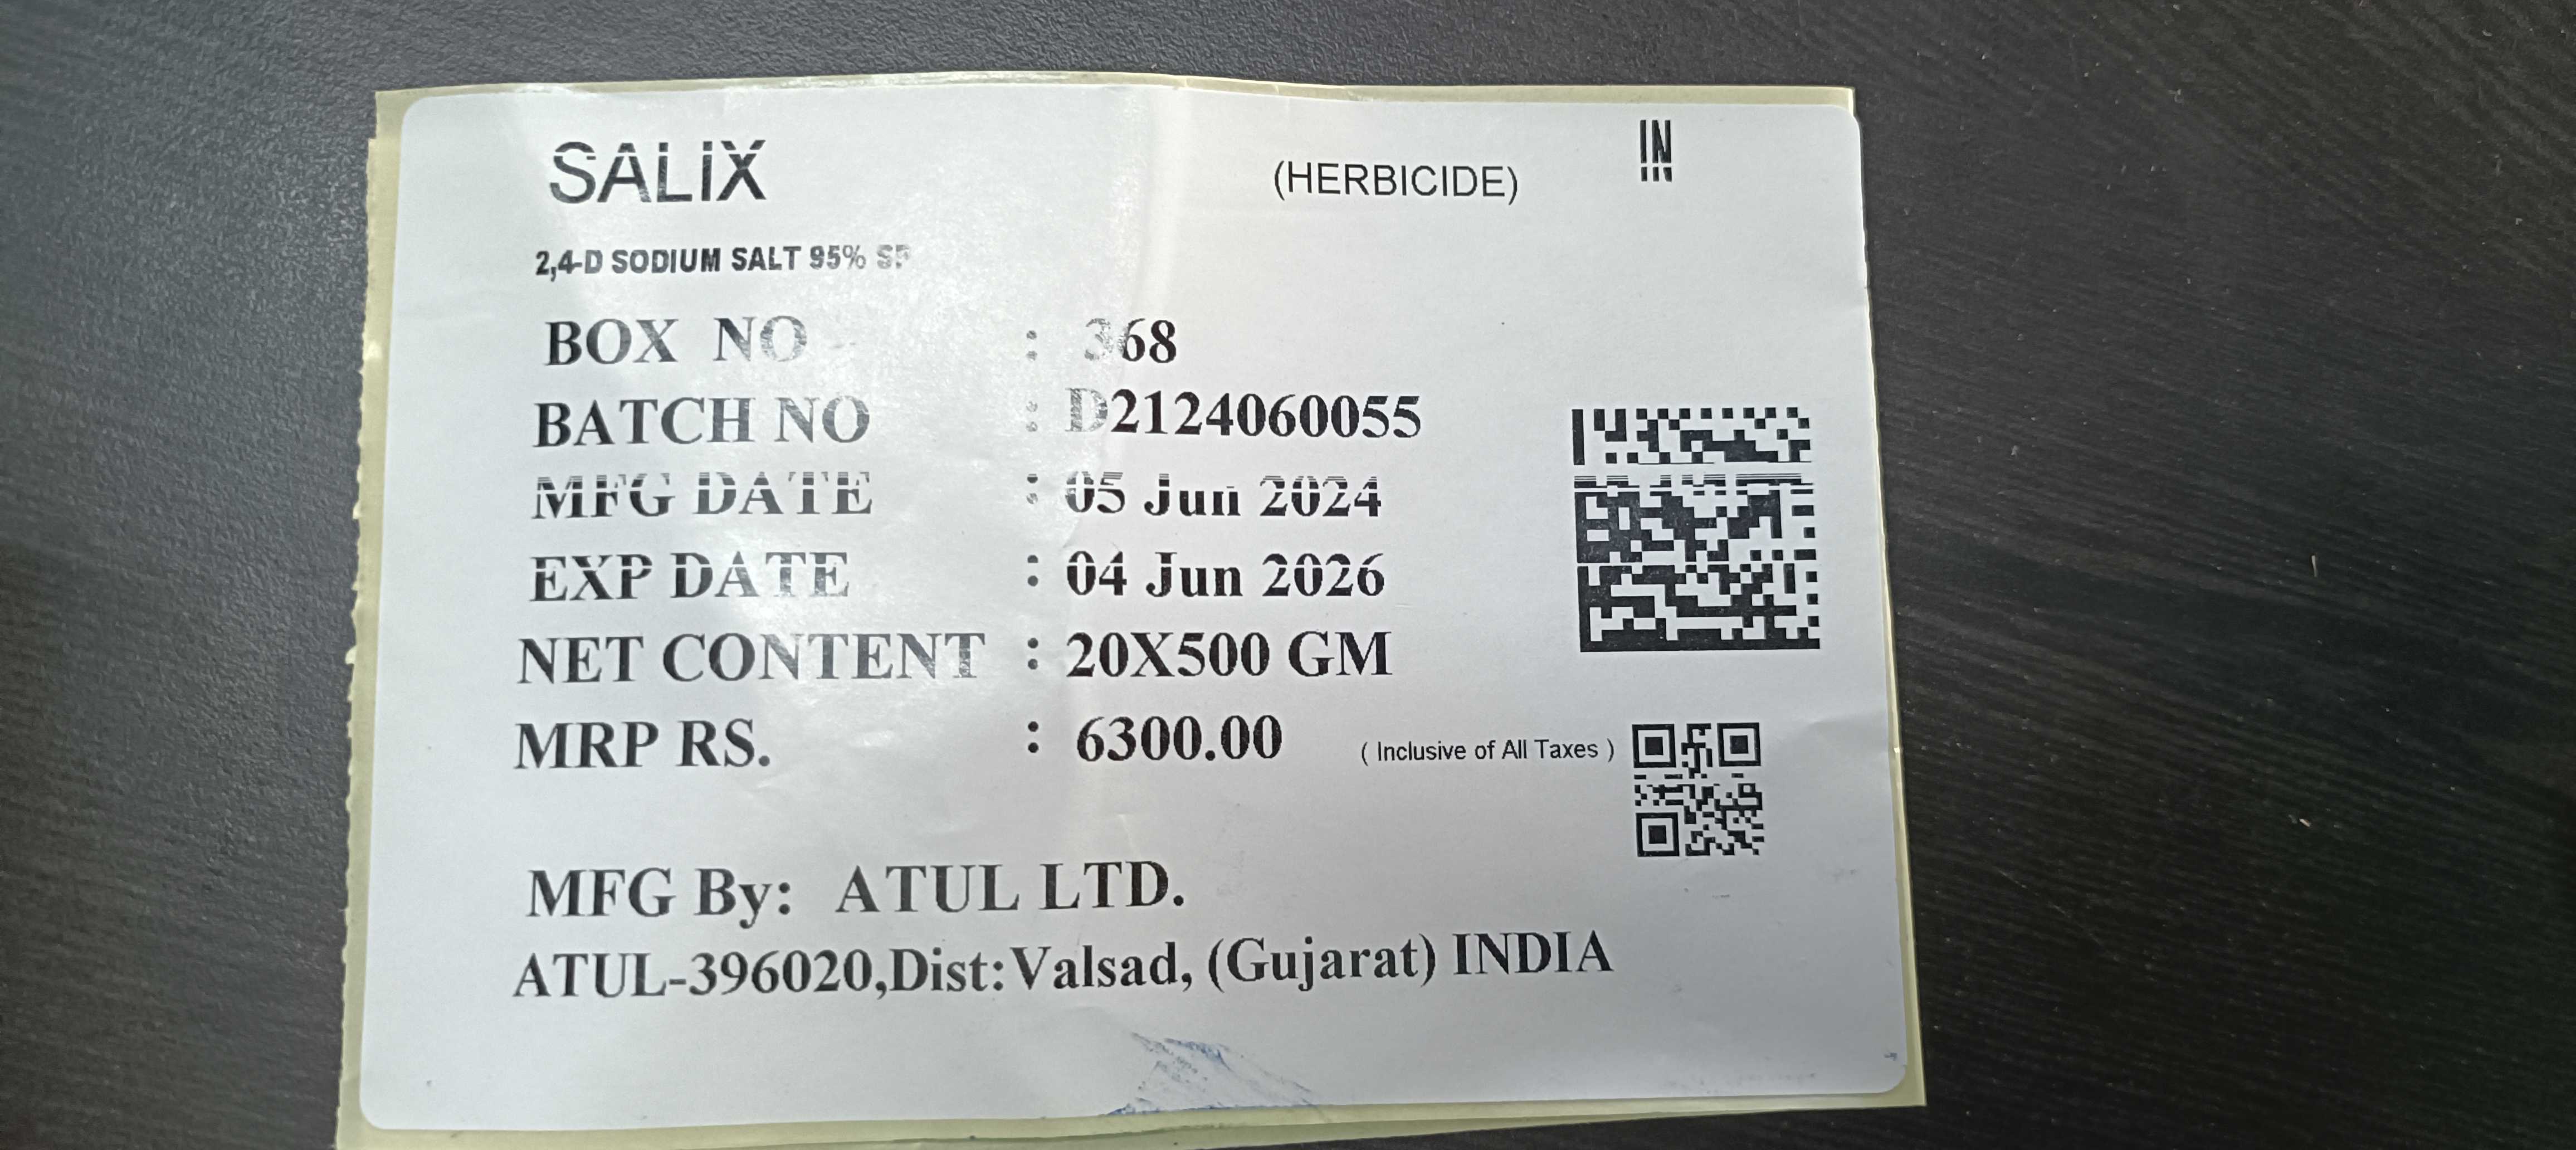 SALIX (HERBICIDE) IN
2,4-D SODIUM SALT 95% SP
BOX NO : 368
BATCH NO : D2124060055
MFG DATE : 05 Jun 2024
EXP DATE : 04 Jun 2026
NET CONTENT : 20X500 GM
MRP RS. : 6300.00 ( Inclusive of All Taxes )
MFG By: ATUL LTD.
ATUL-396020,Dist:Valsad, (Gujarat) INDIA